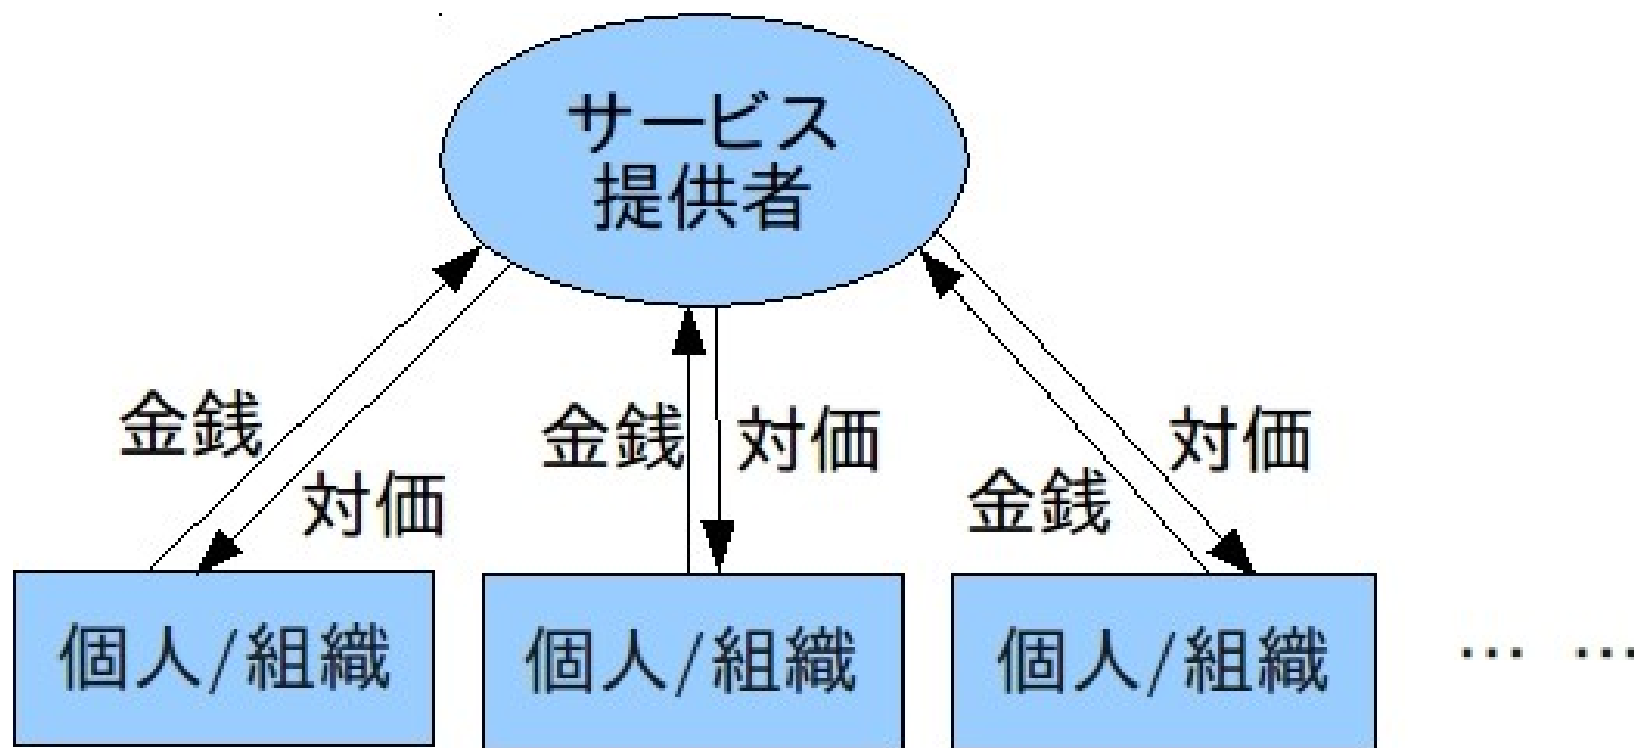 サービス
提供者
金銭
対価
金銭
対価
金銭
対価
個人/組織
個人/組織
個人/組織
… …